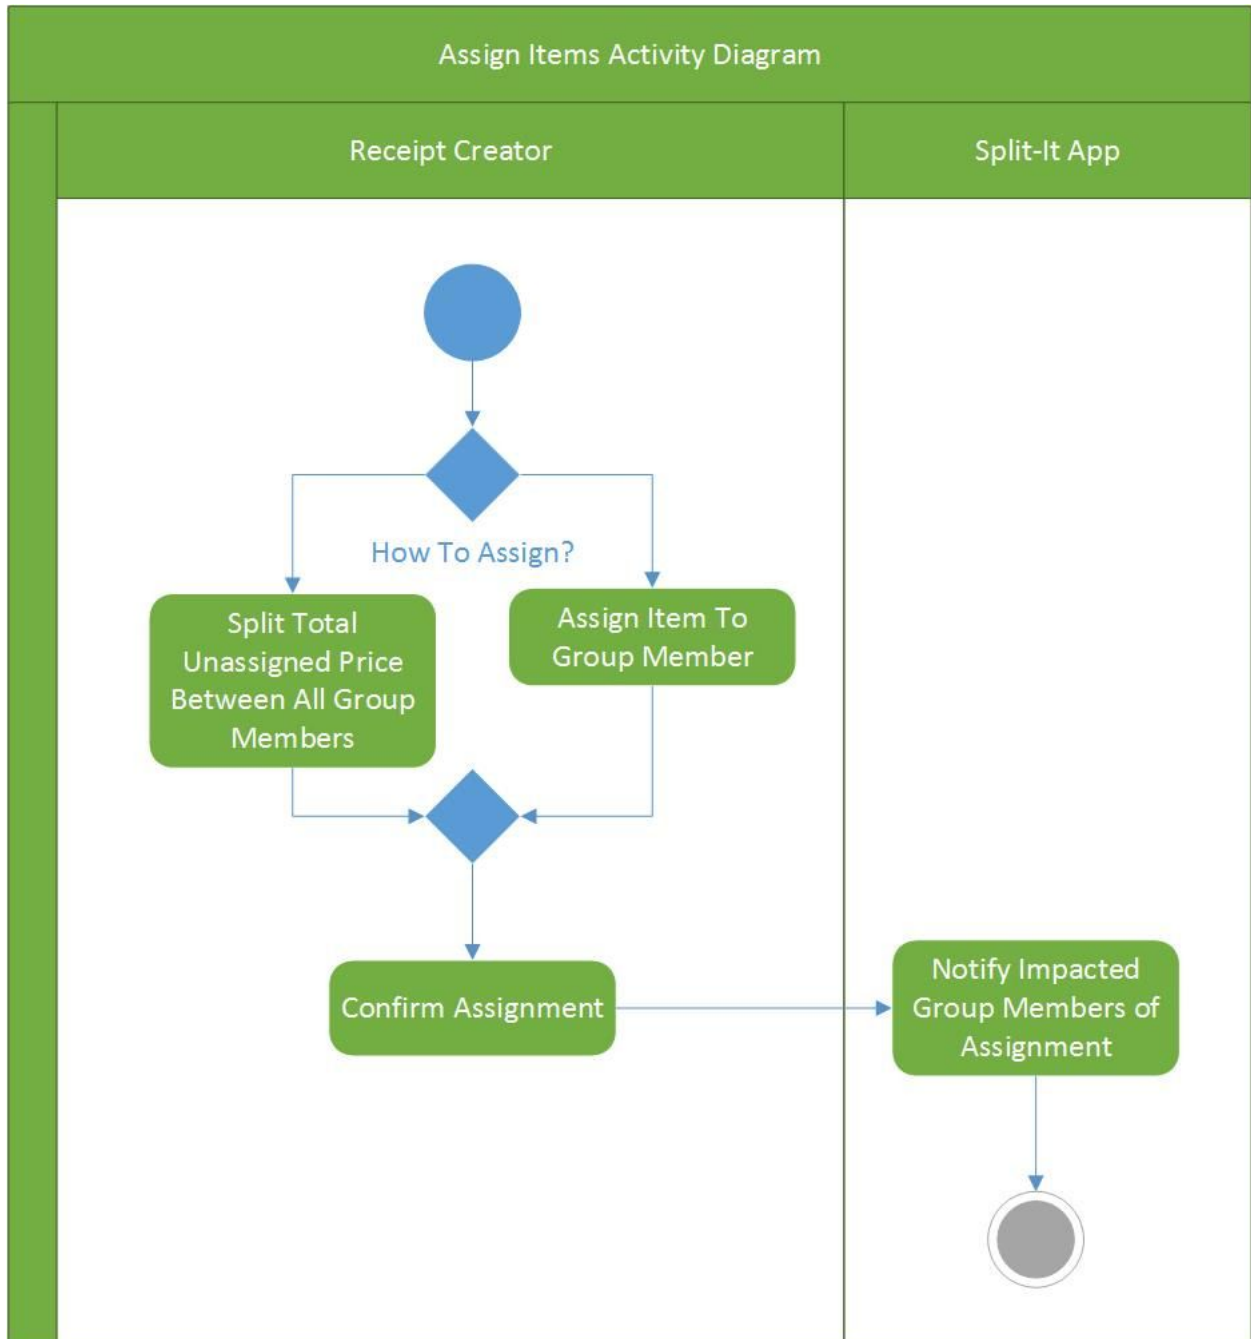 Assign Items Activity Diagram
Receipt Creator
Split-It App
How To Assign?
Split Total
Unassigned Price
Between All Group
Members
Assign Item To
Group Member
Confirm Assignment
Notify Impacted
Group Members of
Assignment